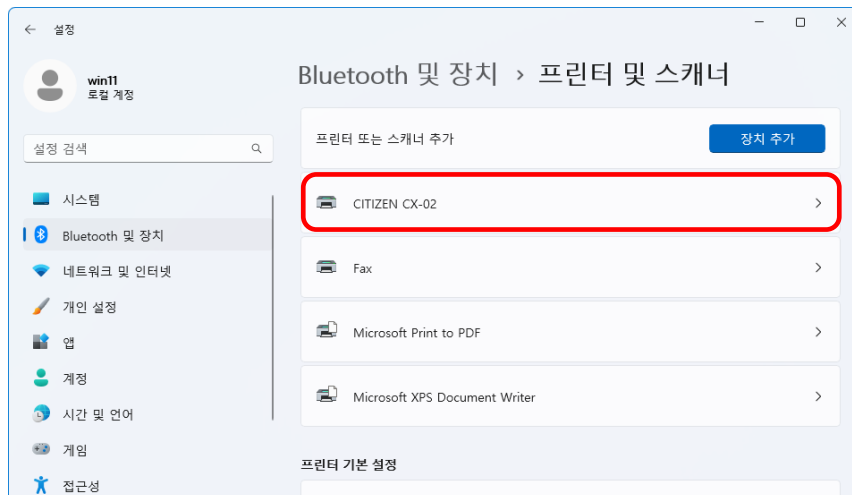 설정
win11
로컬 계정
설정 검색
시스템
Bluetooth 및 장치
네트워크 및 인터넷
개인 설정
앱
계정
시간 및 언어
게임
접근성
Bluetooth 및 장치 › 프린터 및 스캐너
프린터 또는 스캐너 추가
장치 추가
CITIZEN CX-02
Fax
Microsoft Print to PDF
Microsoft XPS Document Writer
프린터 기본 설정